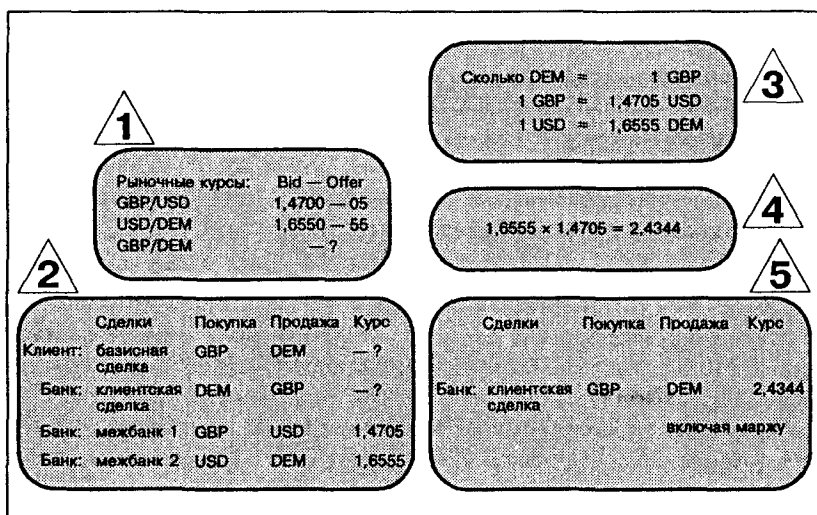 1
Рыночные курсы: Bid — Offer
GBP/USD 1,4700 — 05
USD/DEM 1,6550 — 55
GBP/DEM — ?
2
Сделки Покупка Продажа Курс
Клиент: базисная GBP DEM — ?
сделка
Банк: клиентская DEM GBP — ?
сделка
Банк: межбанк 1 GBP USD 1,4705
Банк: межбанк 2 USD DEM 1,6555
3
Сколько DEM = 1 GBP
1 GBP = 1,4705 USD
1 USD = 1,6555 DEM
4
1,6555 × 1,4705 = 2,4344
5
Сделки Покупка Продажа Курс
Банк: клиентская GBP DEM 2,4344
сделка
включая маржу